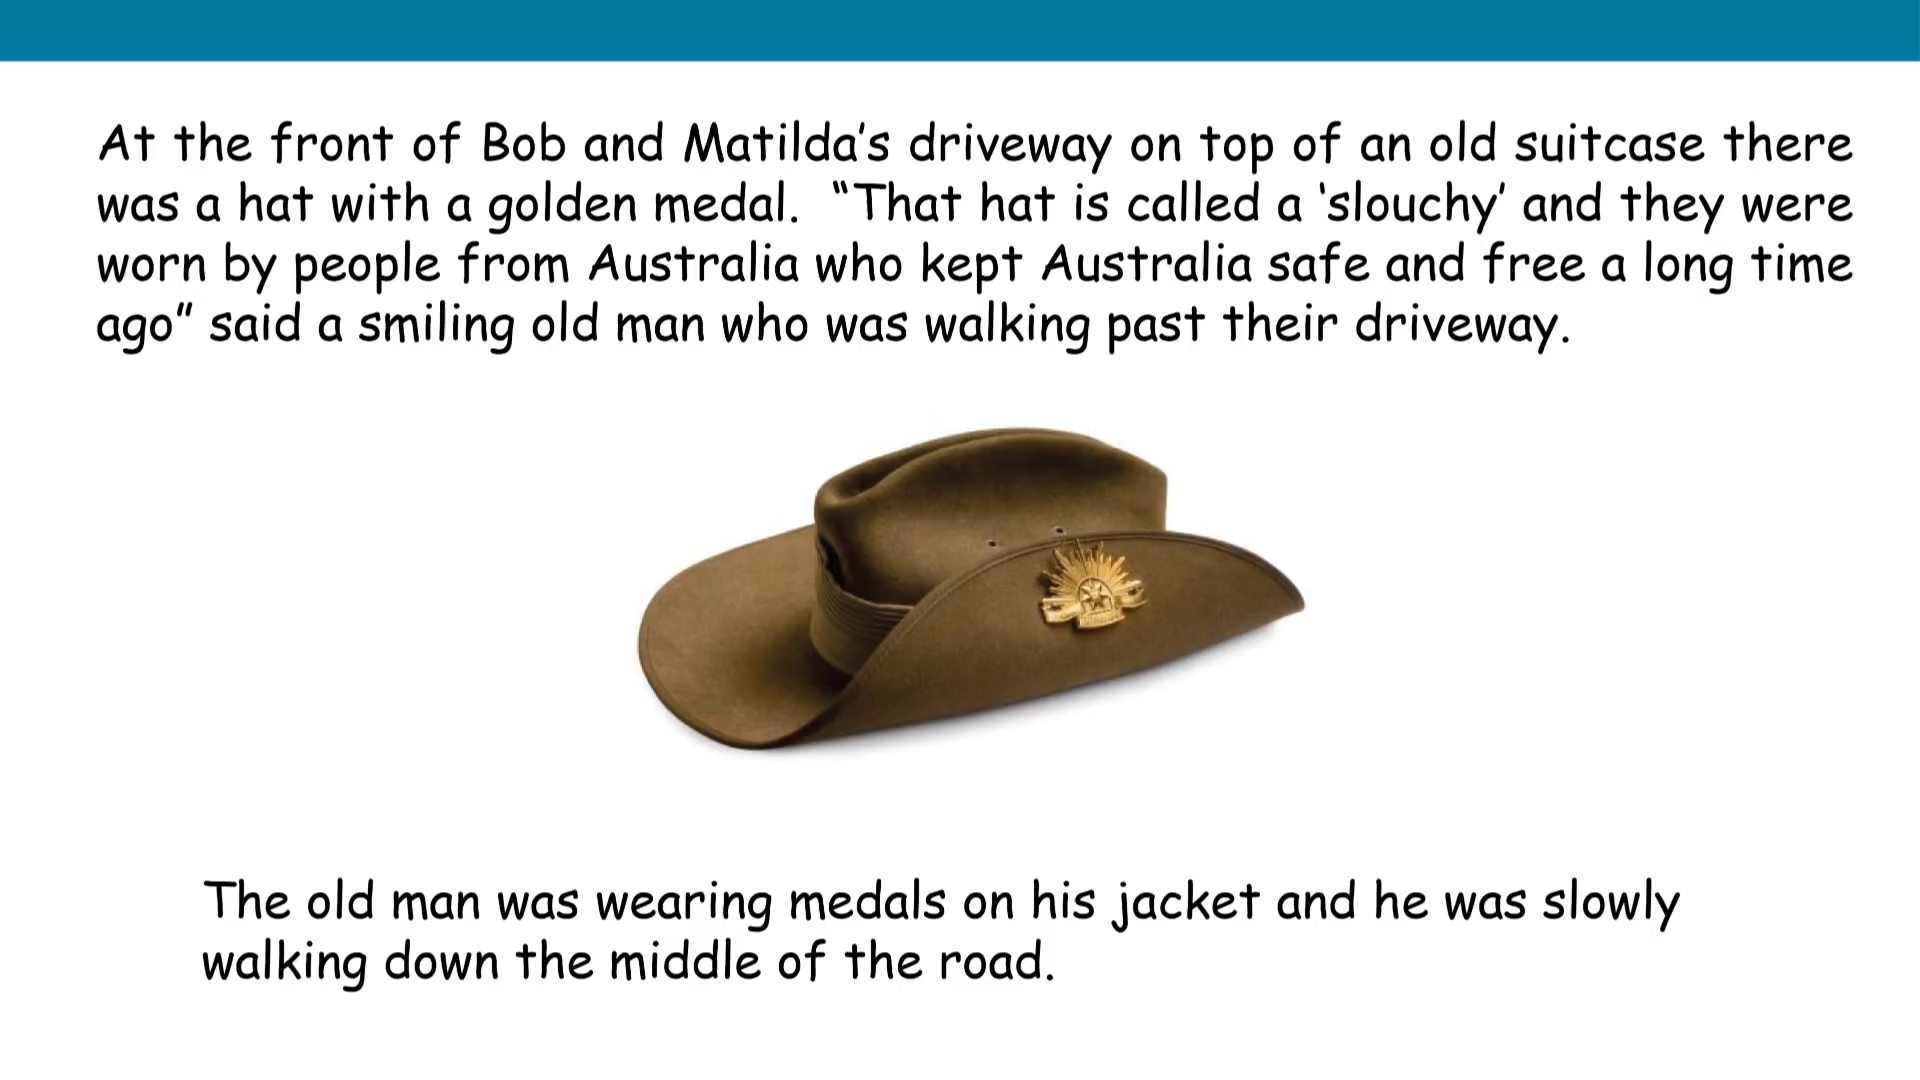 At the front of Bob and Matilda's driveway on top of an old suitcase there
was a hat with a golden medal.  “That hat is called a ‘slouchy’ and they were
worn by people from Australia who kept Australia safe and free a long time
ago” said a smiling old man who was walking past their driveway.
The old man was wearing medals on his jacket and he was slowly
walking down the middle of the road.